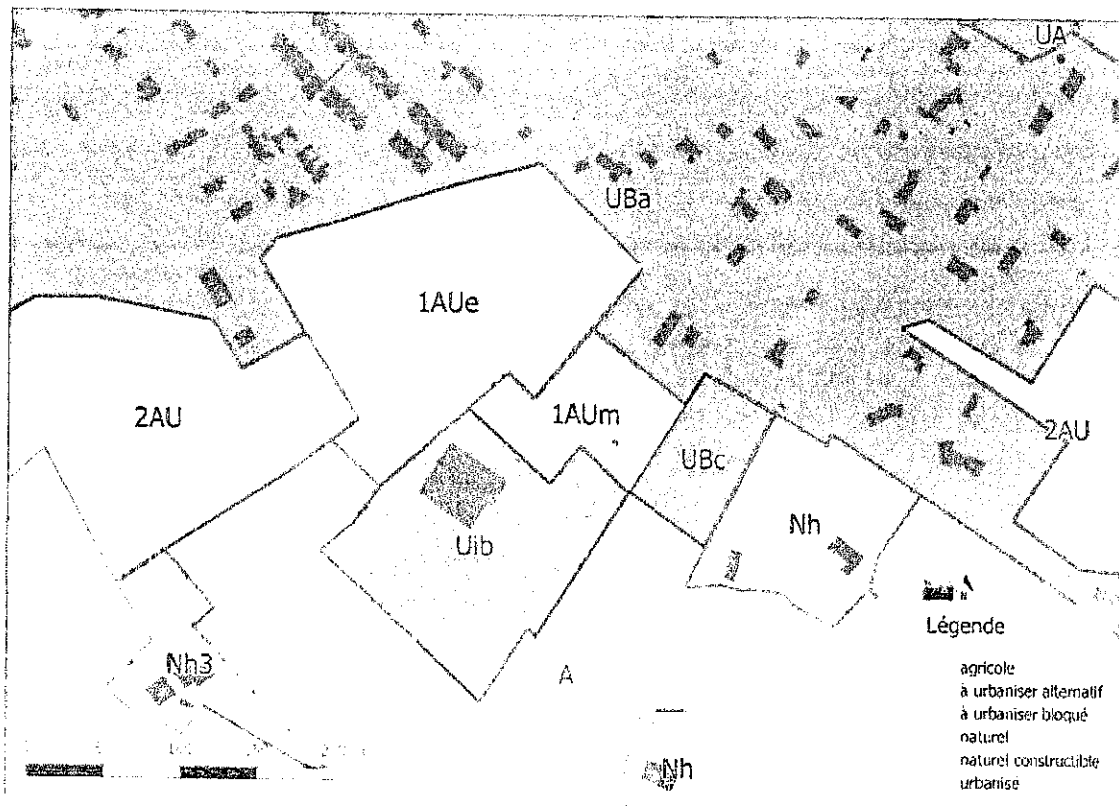 UA
UBa
1AUe
2AU
1AUm
2AU
UBc
Nh
Uib
Légende
Nh3
A
agricole
à urbaniser alternatif
à urbaniser bloqué
naturel
naturel constructible
urbanisé
Nh